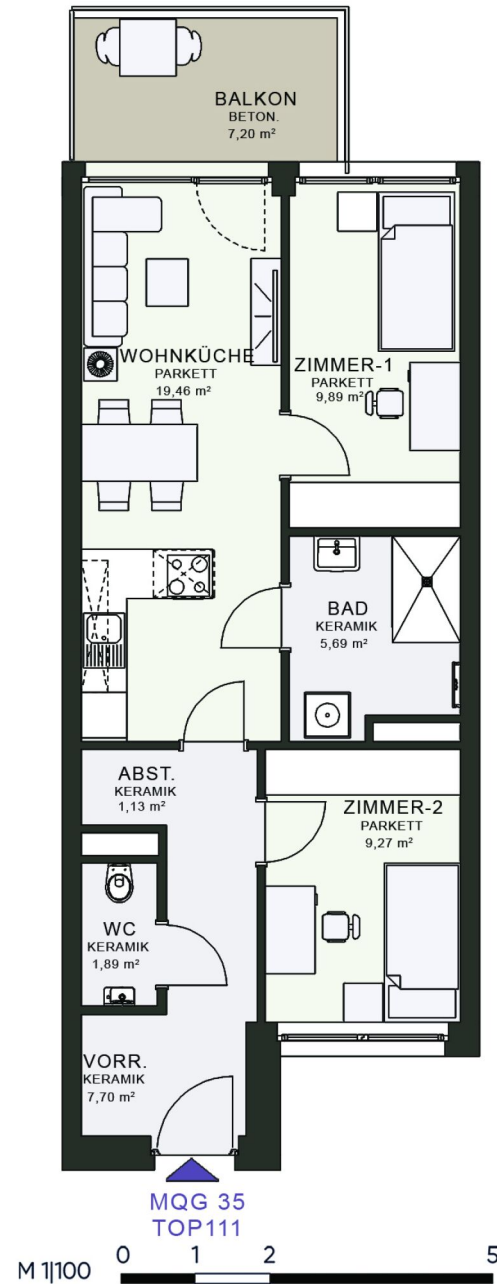 BALKON
BETON.
7,20 m²
WOHNKÜCHE
PARKETT
19,46 m²
ZIMMER-1
PARKETT
9,89 m²
BAD
KERAMIK
5,69 m²
ABST.
KERAMIK
1,13 m²
ZIMMER-2
PARKETT
9,27 m²
WC
KERAMIK
1,89 m²
VORR.
KERAMIK
7,70 m²
MQG 35
TOP111
M 1|100 0 1 2 5